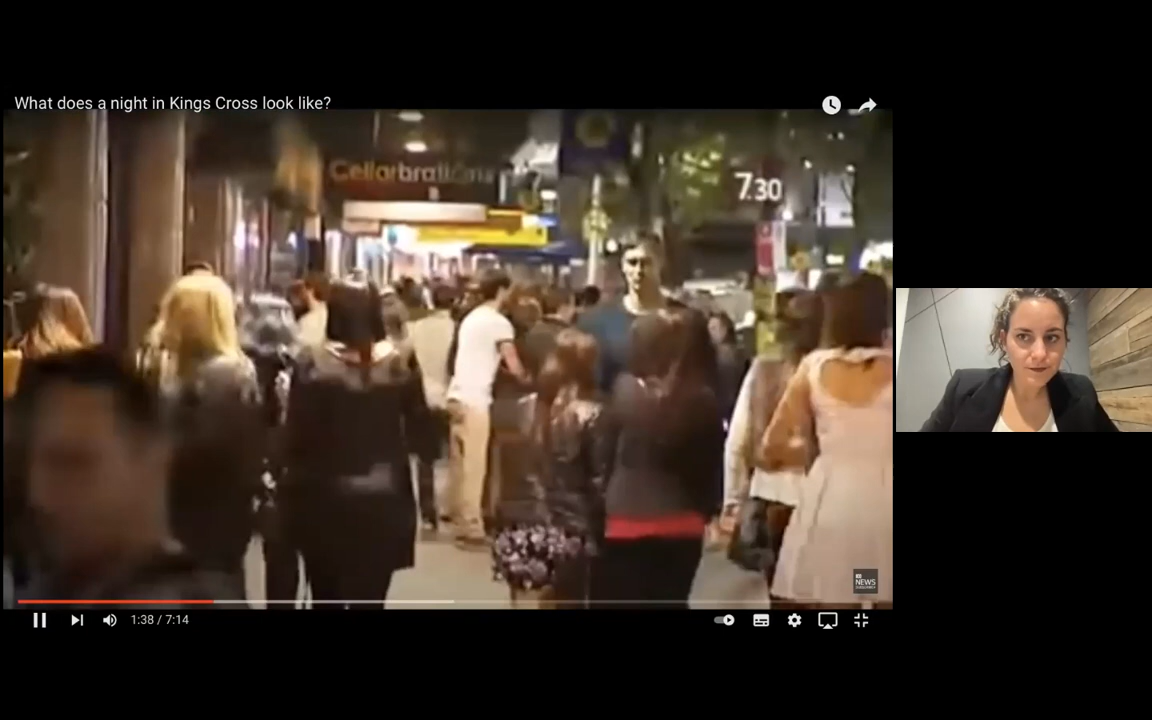 What does a night in Kings Cross look like?
Cellarbrations
7.30
NEWS
1:38 / 7:14